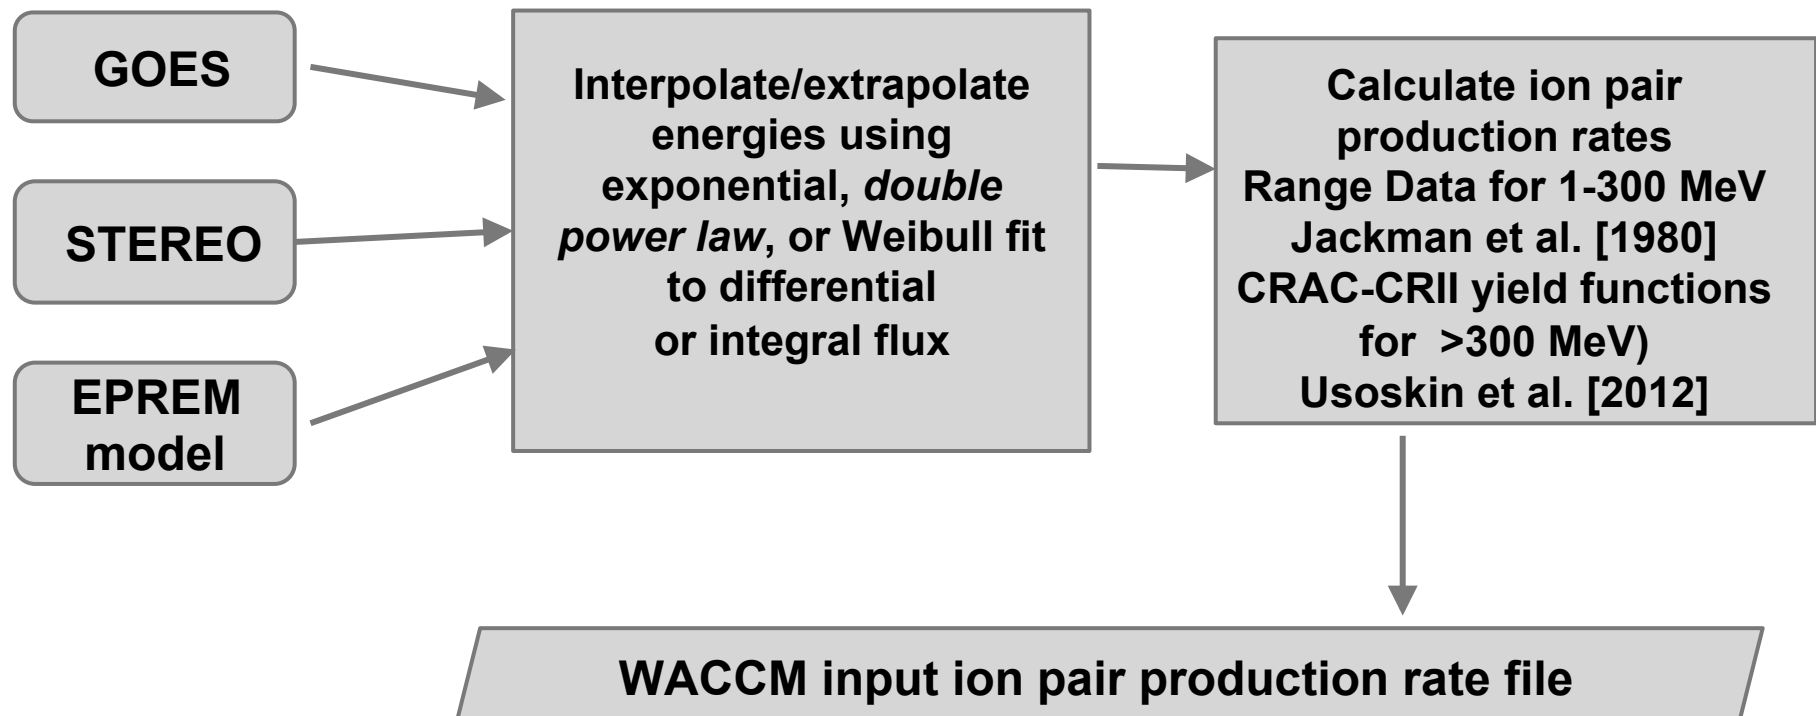 GOES
STEREO
EPREM
model
Interpolate/extrapolate
energies using
exponential, double
power law, or Weibull fit
to differential
or integral flux
Calculate ion pair
production rates
Range Data for 1-300 MeV
Jackman et al. [1980]
CRAC-CRII yield functions
for >300 MeV)
Usoskin et al. [2012]
WACCM input ion pair production rate file